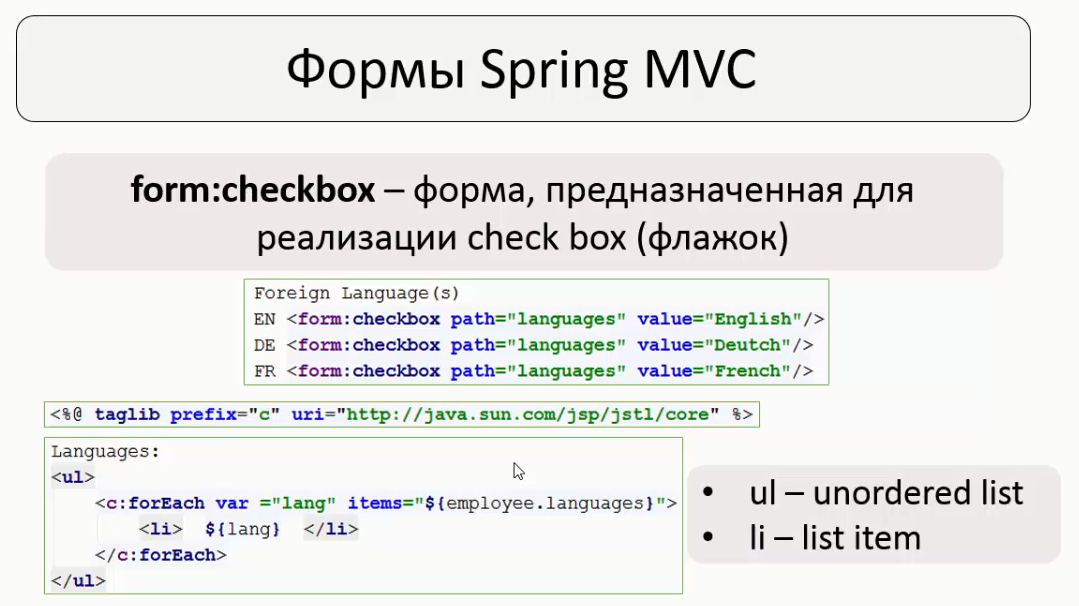 Формы Spring MVC
form:checkbox – форма, предназначенная для
реализации check box (флажок)
Foreign Language(s)
EN <form:checkbox path="languages" value="English"/>
DE <form:checkbox path="languages" value="Deutch"/>
FR <form:checkbox path="languages" value="French"/>
<%@ taglib prefix="c" uri="http://java.sun.com/jsp/jstl/core" %>
Languages:
<ul>
<c:forEach var ="lang" items="${employee.languages}">
<li> ${lang} </li>
</c:forEach>
</ul>
• ul – unordered list
• li – list item